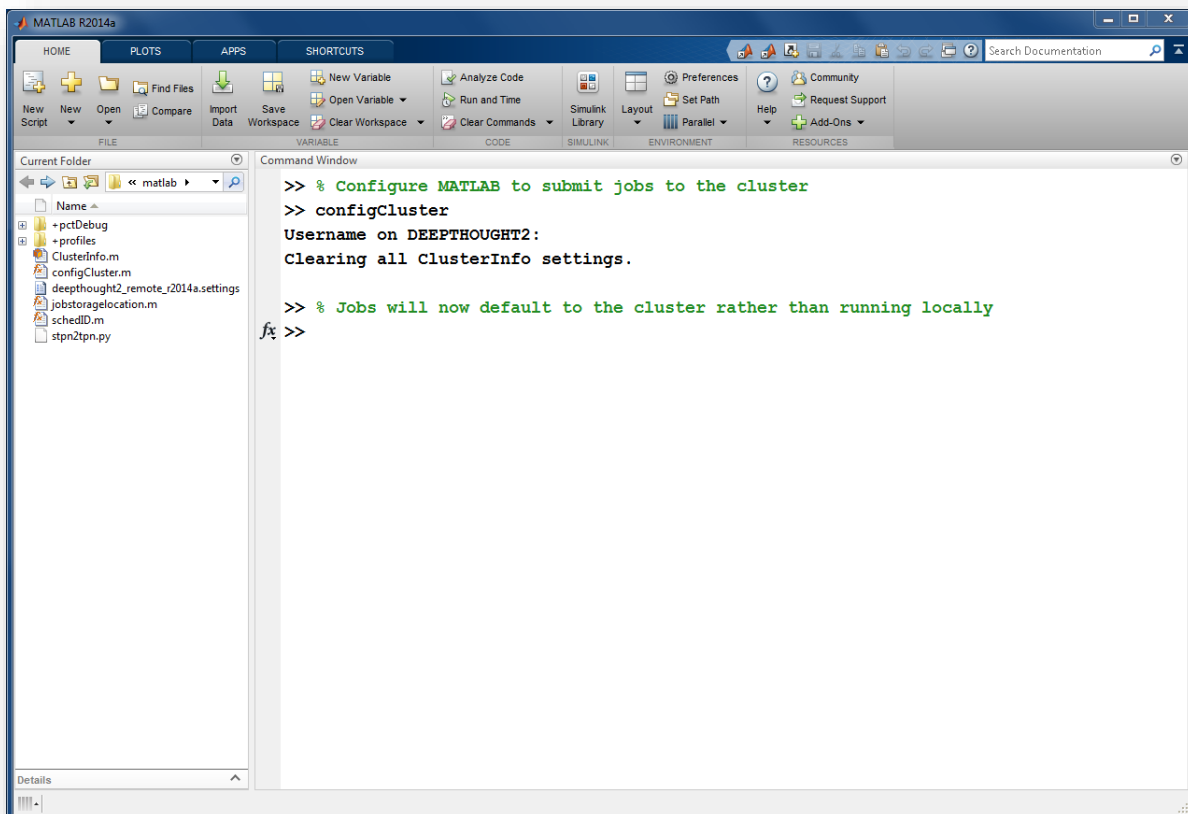 MATLAB R2014a
HOME PLOTS APPS SHORTCUTS Search Documentation
New Script
New
Open
Find Files
Compare
FILE
Import Data
Save Workspace
New Variable
Open Variable
Clear Workspace
VARIABLE
Analyze Code
Run and Time
Clear Commands
CODE
Simulink Library
SIMULINK
Layout
Preferences
Set Path
Parallel
ENVIRONMENT
Help
Community
Request Support
Add-Ons
RESOURCES
Current Folder
« matlab
Name
+pctDebug
+profiles
ClusterInfo.m
configCluster.m
deepthought2_remote_r2014a.settings
jobstoragelocation.m
schedID.m
stpn2tpn.py
Details
Command Window
>> % Configure MATLAB to submit jobs to the cluster
>> configCluster
Username on DEEPTHOUGHT2:
Clearing all ClusterInfo settings.
>> % Jobs will now default to the cluster rather than running locally
fx >>